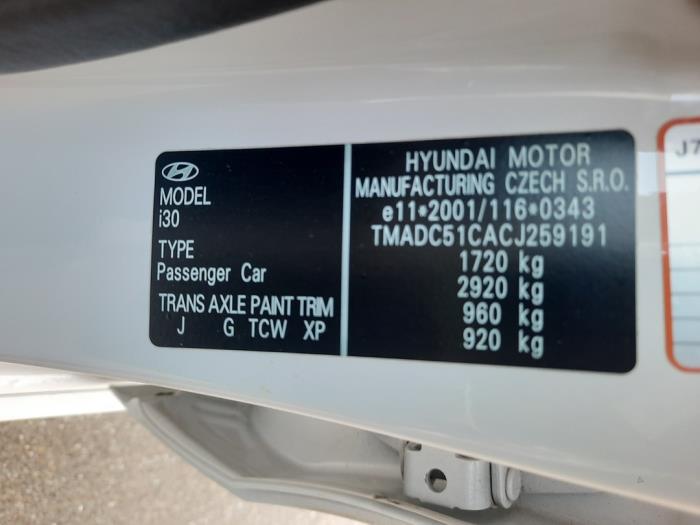 MODEL
i30
TYPE
Passenger Car
TRANS AXLE PAINT TRIM
J G TCW XP
HYUNDAI MOTOR
MANUFACTURING CZECH S.R.O.
e11*2001/116*0343
TMADC51CACJ259191
1720 kg
2920 kg
960 kg
920 kg
J7